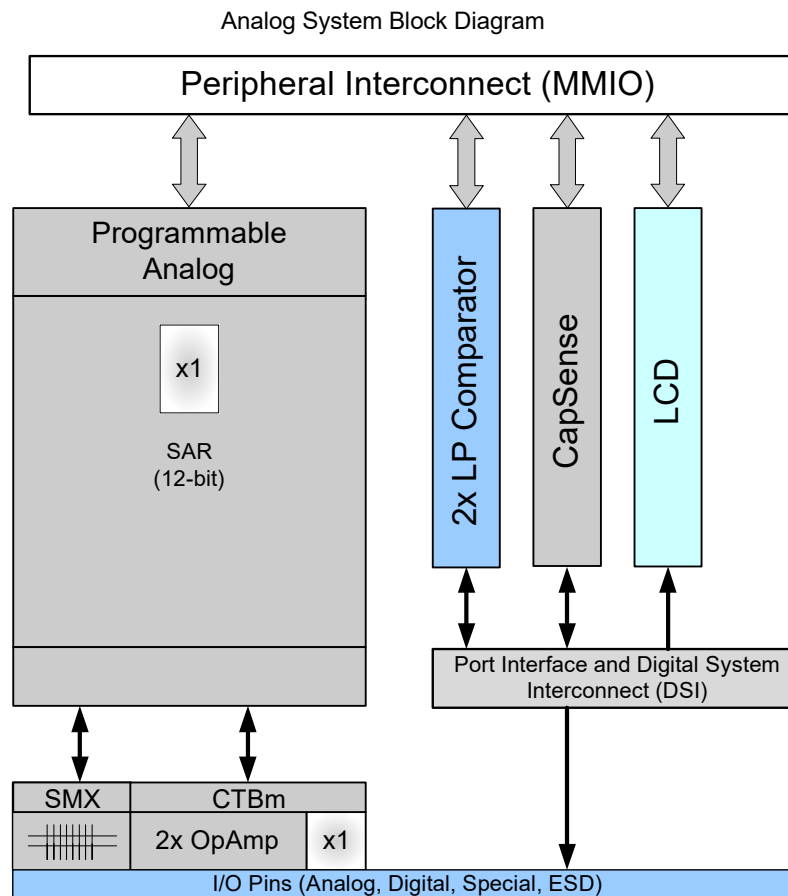 Analog System Block Diagram
Peripheral Interconnect (MMIO)
Programmable
Analog
x1
SAR
(12-bit)
2x LP Comparator
CapSense
LCD
Port Interface and Digital System
Interconnect (DSI)
SMX
CTBm
2x OpAmp
x1
I/O Pins (Analog, Digital, Special, ESD)